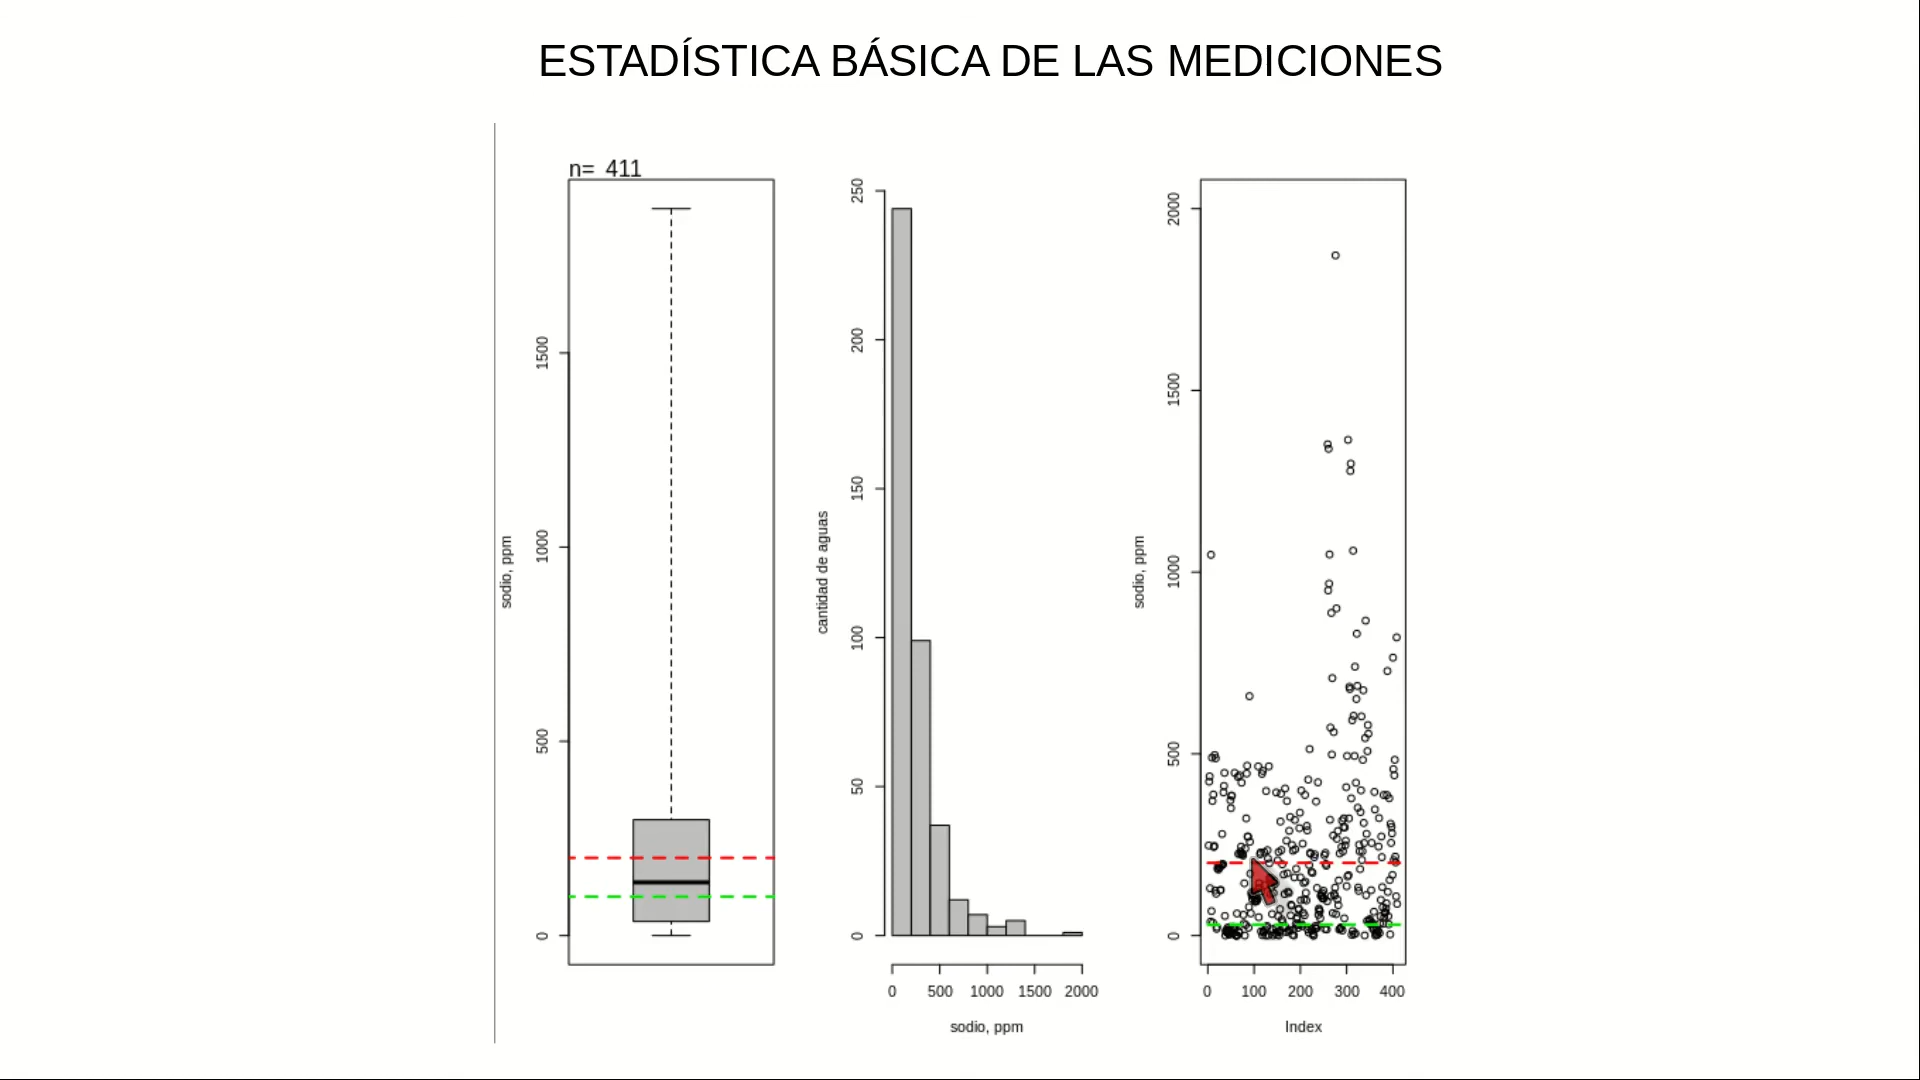 ESTADÍSTICA BÁSICA DE LAS MEDICIONES
n= 411
sodio, ppm
0
500
1000
1500
cantidad de aguas
0
50
100
150
200
250
0 500 1000 1500 2000
sodio, ppm
sodio, ppm
0
500
1000
1500
2000
0 100 200 300 400
Index